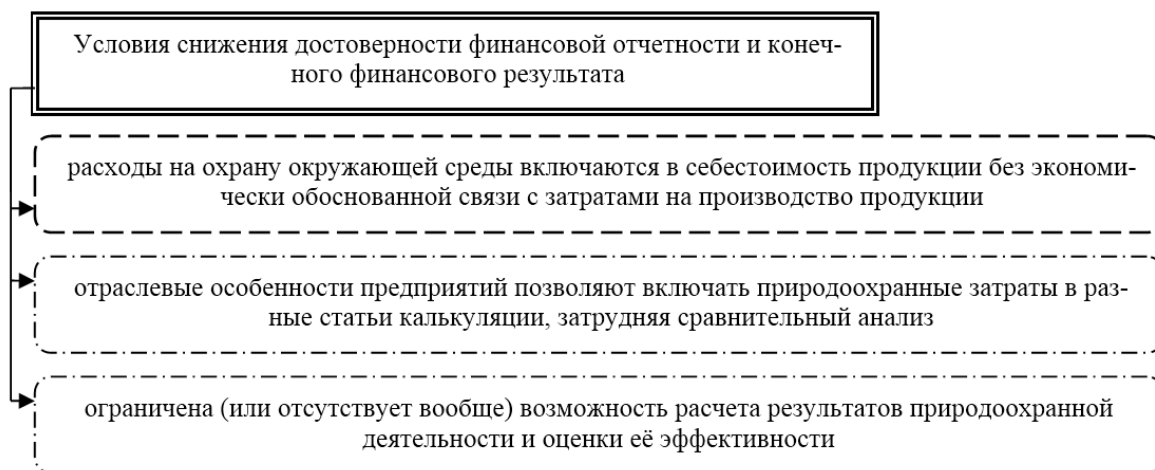 Условия снижения достоверности финансовой отчетности и конеч-
ного финансового результата
расходы на охрану окружающей среды включаются в себестоимость продукции без экономи-
чески обоснованной связи с затратами на производство продукции
отраслевые особенности предприятий позволяют включать природоохранные затраты в раз-
ные статьи калькуляции, затрудняя сравнительный анализ
ограничена (или отсутствует вообще) возможность расчета результатов природоохранной
деятельности и оценки её эффективности